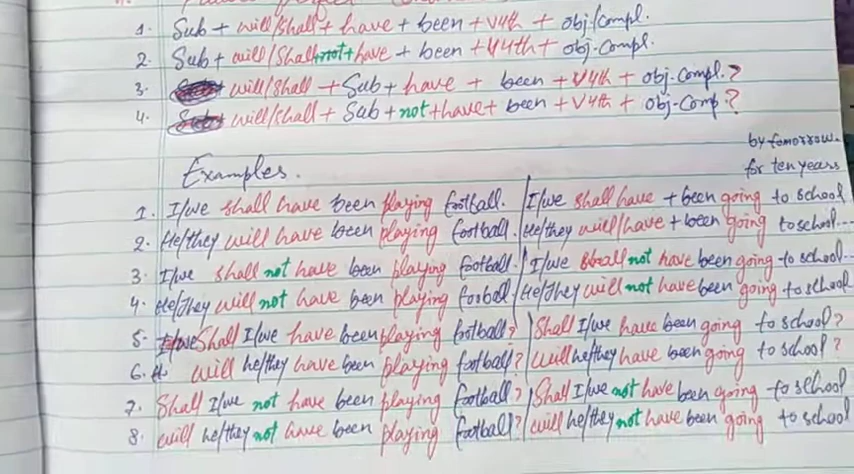 1. Sub + will/shall + have + been + V4th + obj/Compl.
2. Sub + will/shall+not+have + been + V4th + obj-Compl.
3. will/shall + Sub + have + been + V4th + obj.Compl.?
4. will/shall + Sub + not + have + been + V4th + obj-Comp.?
by tomorrow.
Examples.
for ten years
1. I/we shall have been playing football. I/we shall have + been going to school
2. He/they will have been playing football. He/they will/have + been going to school...
3. I/we shall not have been playing football. I/we shall not have been going to school..
4. He/they will not have been playing football He/they will not have been going to school
5. Shall I/we have been playing football? Shall I/we have been going to school?
6. will he/they have been playing football? will he/they have been going to school?
7. Shall I/we not have been playing football? Shall I/we not have been going to school
8. will he/they not have been playing football? will he/they not have been going to school